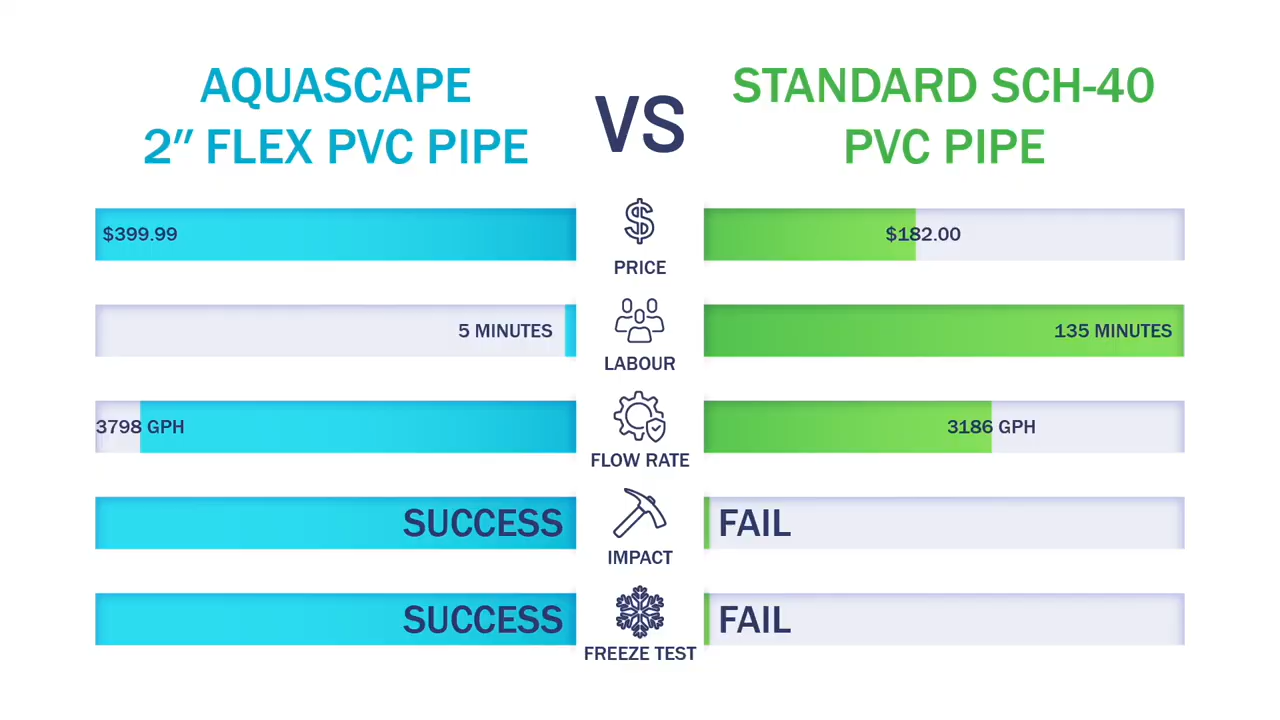 AQUASCAPE
2" FLEX PVC PIPE
VS
STANDARD SCH-40
PVC PIPE
$399.99
PRICE
$182.00
5 MINUTES
LABOUR
135 MINUTES
3798 GPH
FLOW RATE
3186 GPH
SUCCESS
IMPACT
FAIL
SUCCESS
FREEZE TEST
FAIL